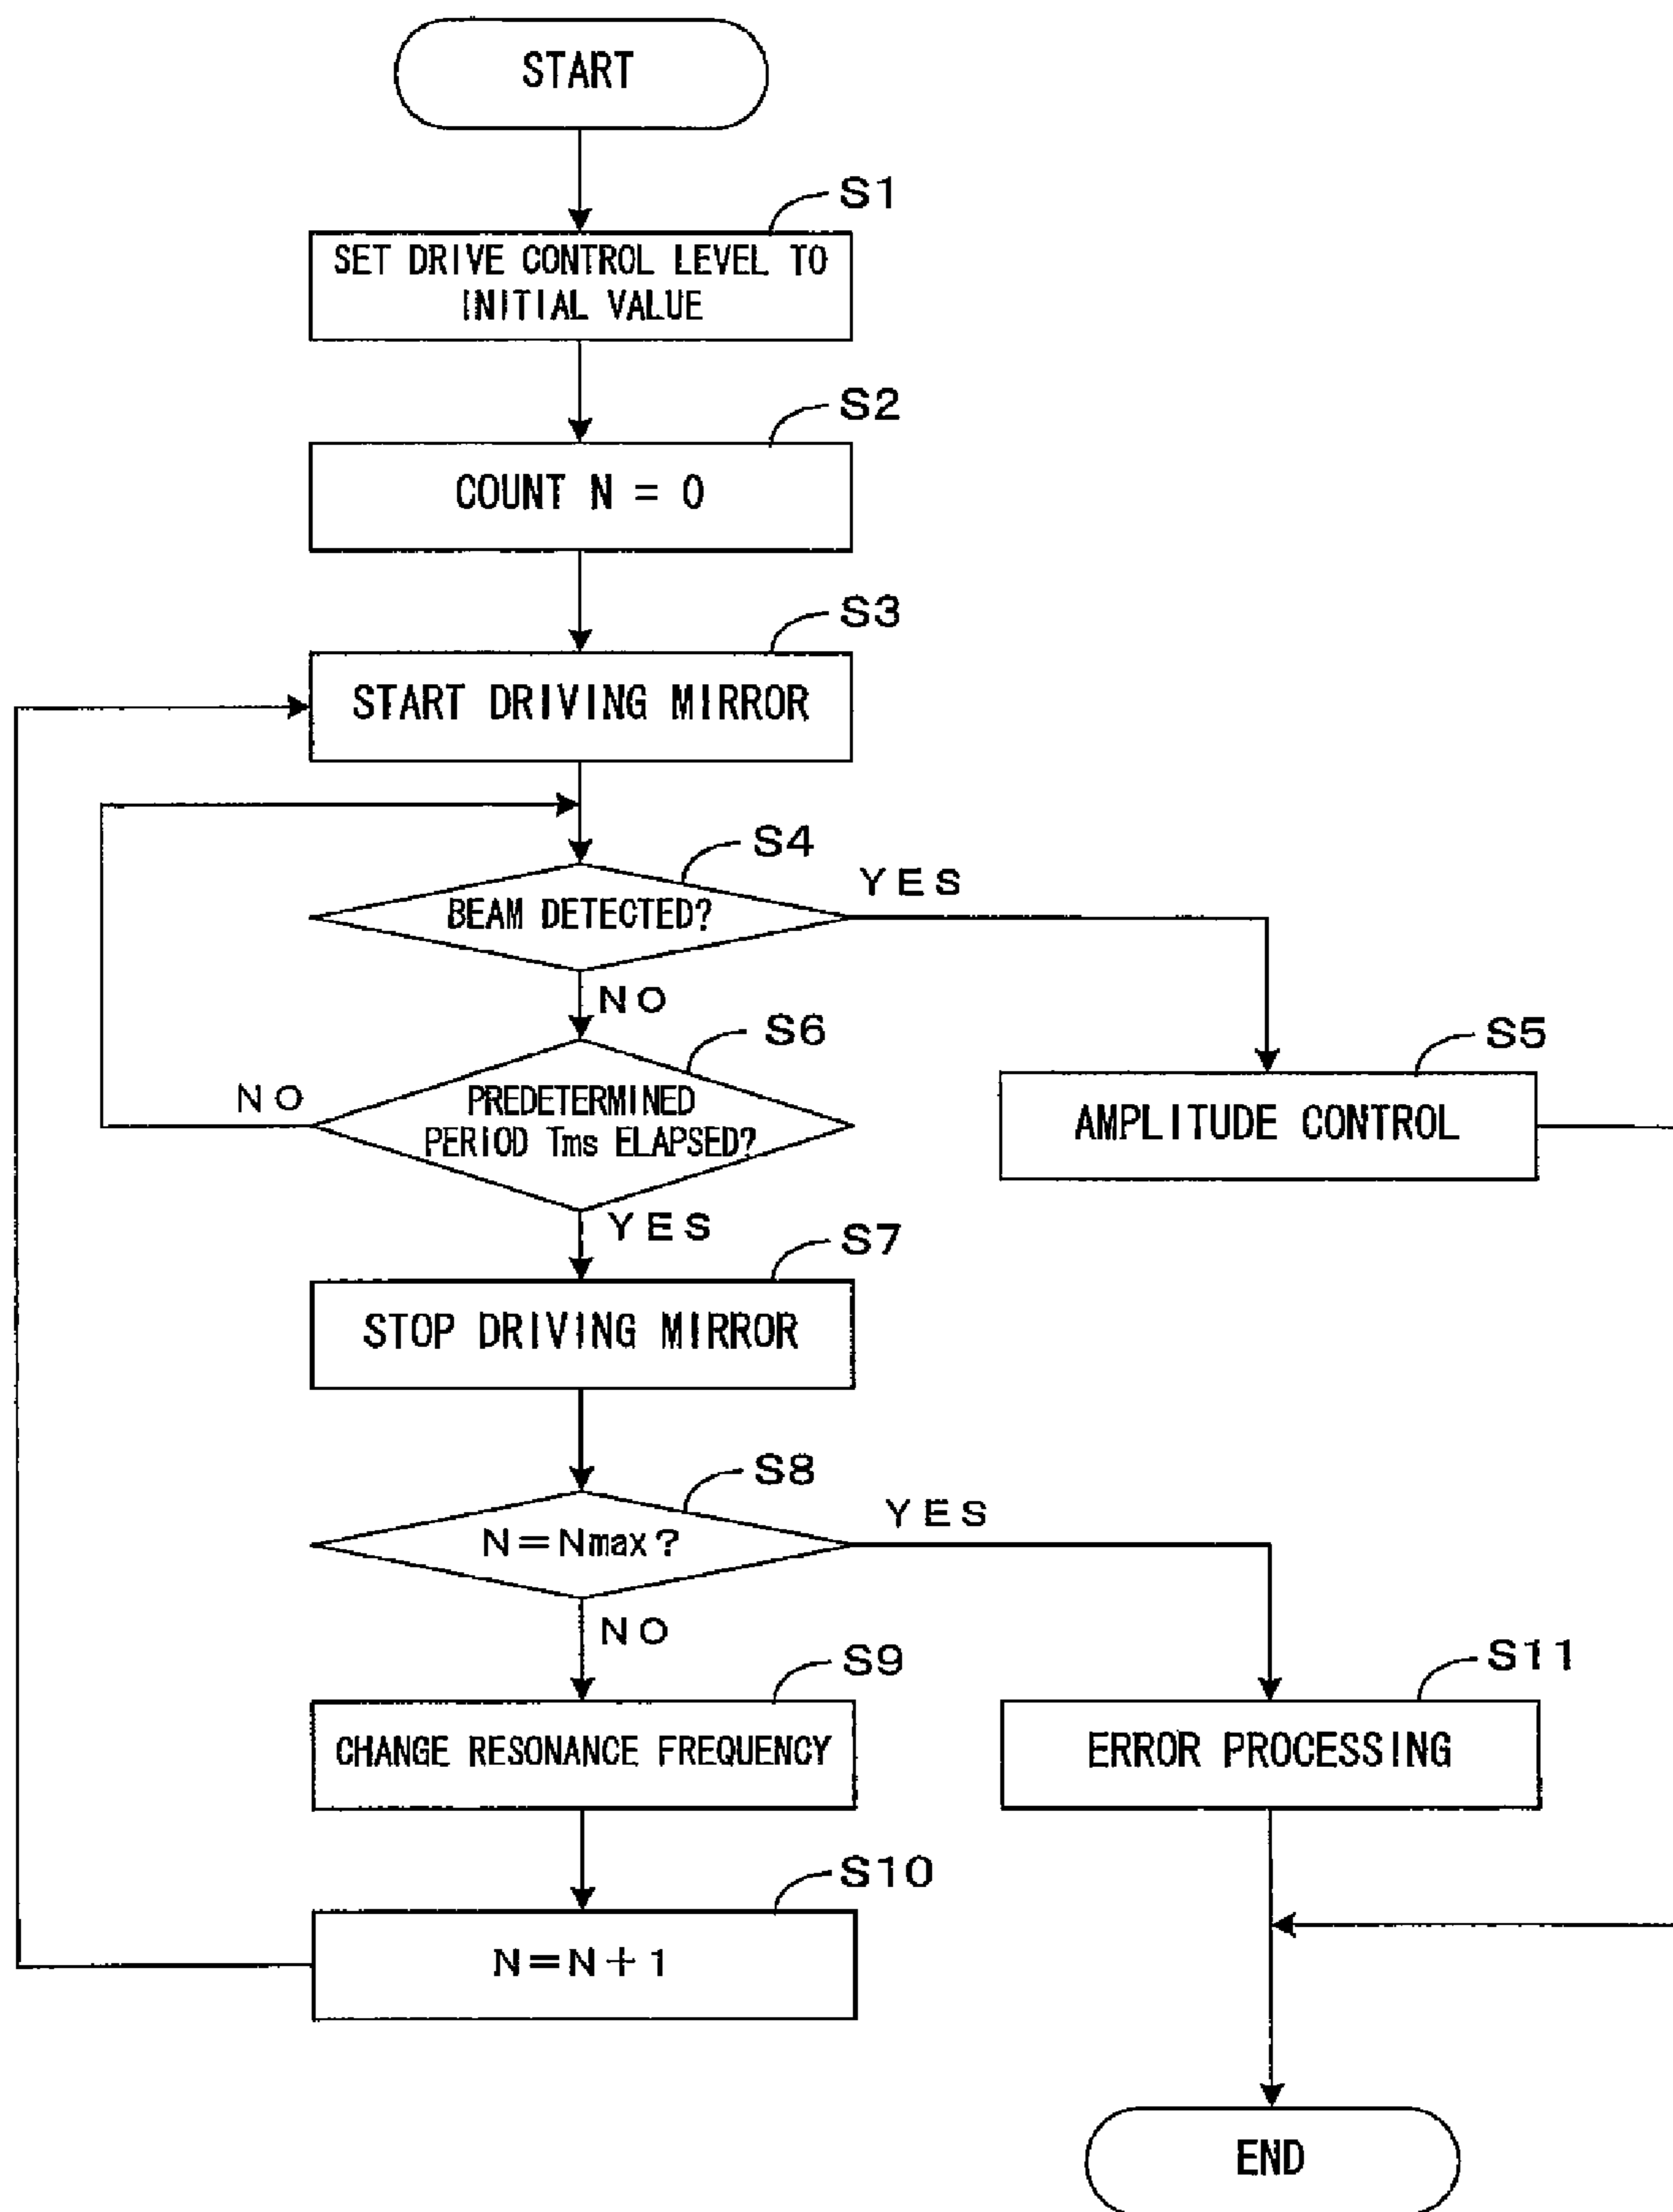 START
S1
SET DRIVE CONTROL LEVEL TO
INITIAL VALUE
S2
COUNT N = 0
S3
START DRIVING MIRROR
S4
BEAM DETECTED?
YES
NO
S5
AMPLITUDE CONTROL
S6
PREDETERMINED
PERIOD Tms ELAPSED?
NO
YES
S7
STOP DRIVING MIRROR
S8
N=Nmax?
YES
NO
S9
CHANGE RESONANCE FREQUENCY
S11
ERROR PROCESSING
S10
N=N+1
END